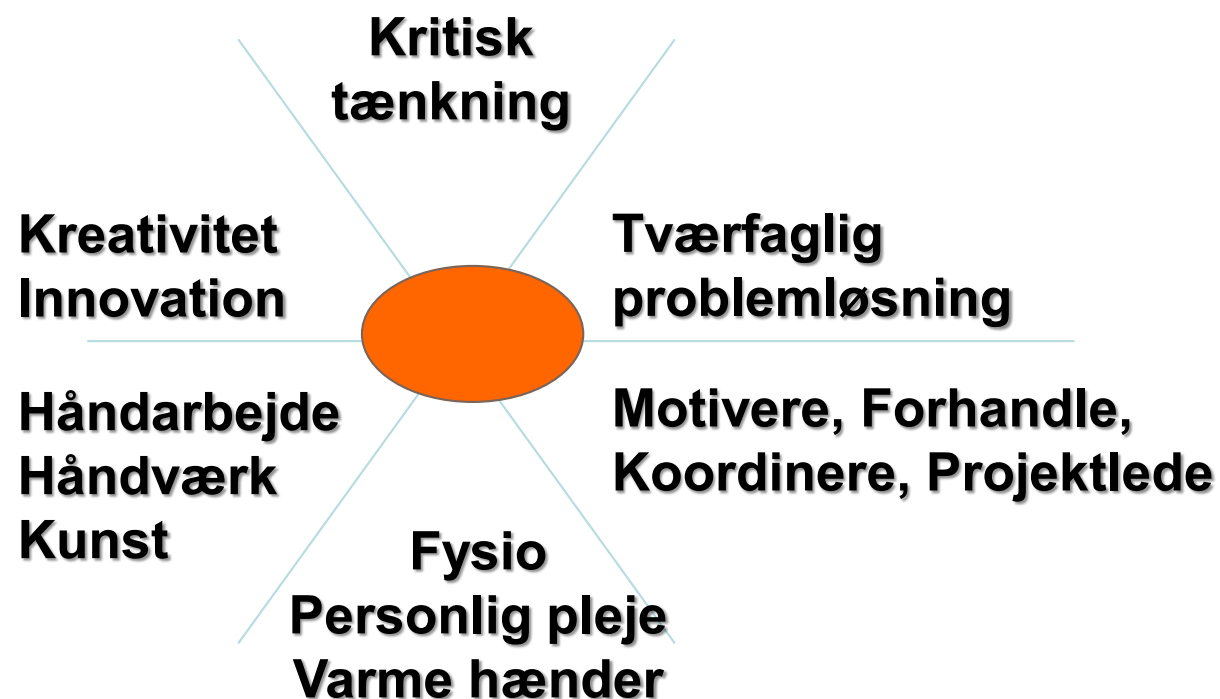 Kritisk
tænkning
Kreativitet
Innovation
Tværfaglig
problemløsning
Håndarbejde
Håndværk
Kunst
Motivere, Forhandle,
Koordinere, Projektlede
Fysio
Personlig pleje
Varme hænder